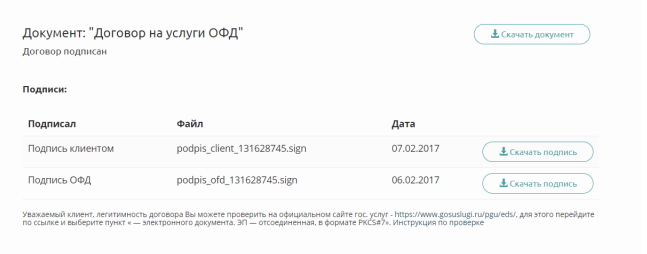 Документ: "Договор на услуги ОФД"
Скачать документ
Договор подписан
Подписи:
Подписал Файл Дата
Подпись клиентом podpis_client_131628745.sign 07.02.2017 Скачать подпись
Подпись ОФД podpis_ofd_131628745.sign 06.02.2017 Скачать подпись
Уважаемый клиент, легитимность договора Вы можете проверить на официальном сайте гос. услуг - https://www.gosuslugi.ru/pgu/eds/, для этого перейдите
по ссылке и выберите пункт « — электронного документа. ЭП — отсоединенная, в формате PKCS#7». Инструкция по проверке